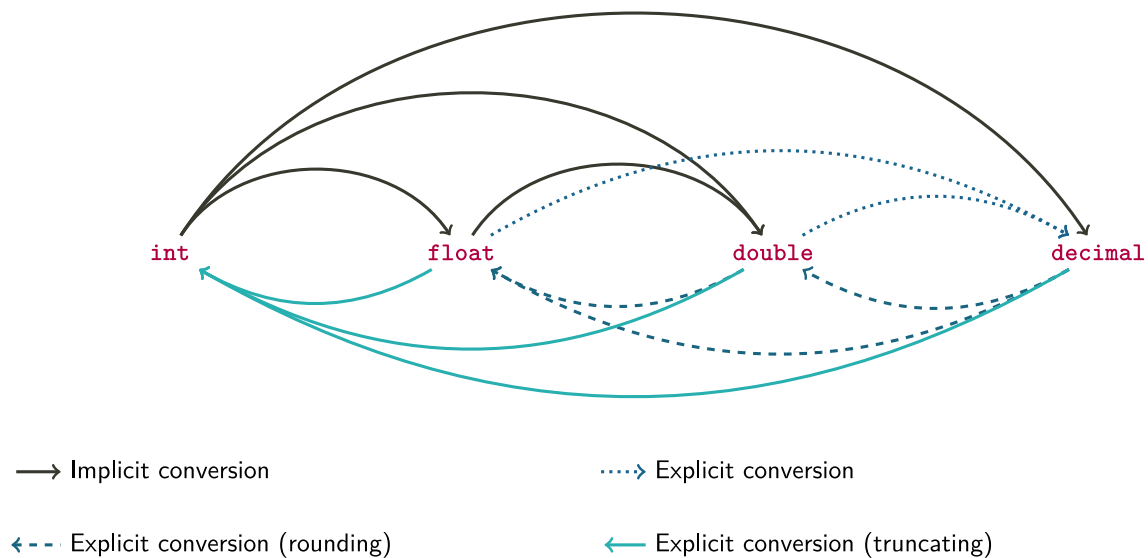 int float double decimal
Implicit conversion
Explicit conversion
Explicit conversion (rounding)
Explicit conversion (truncating)